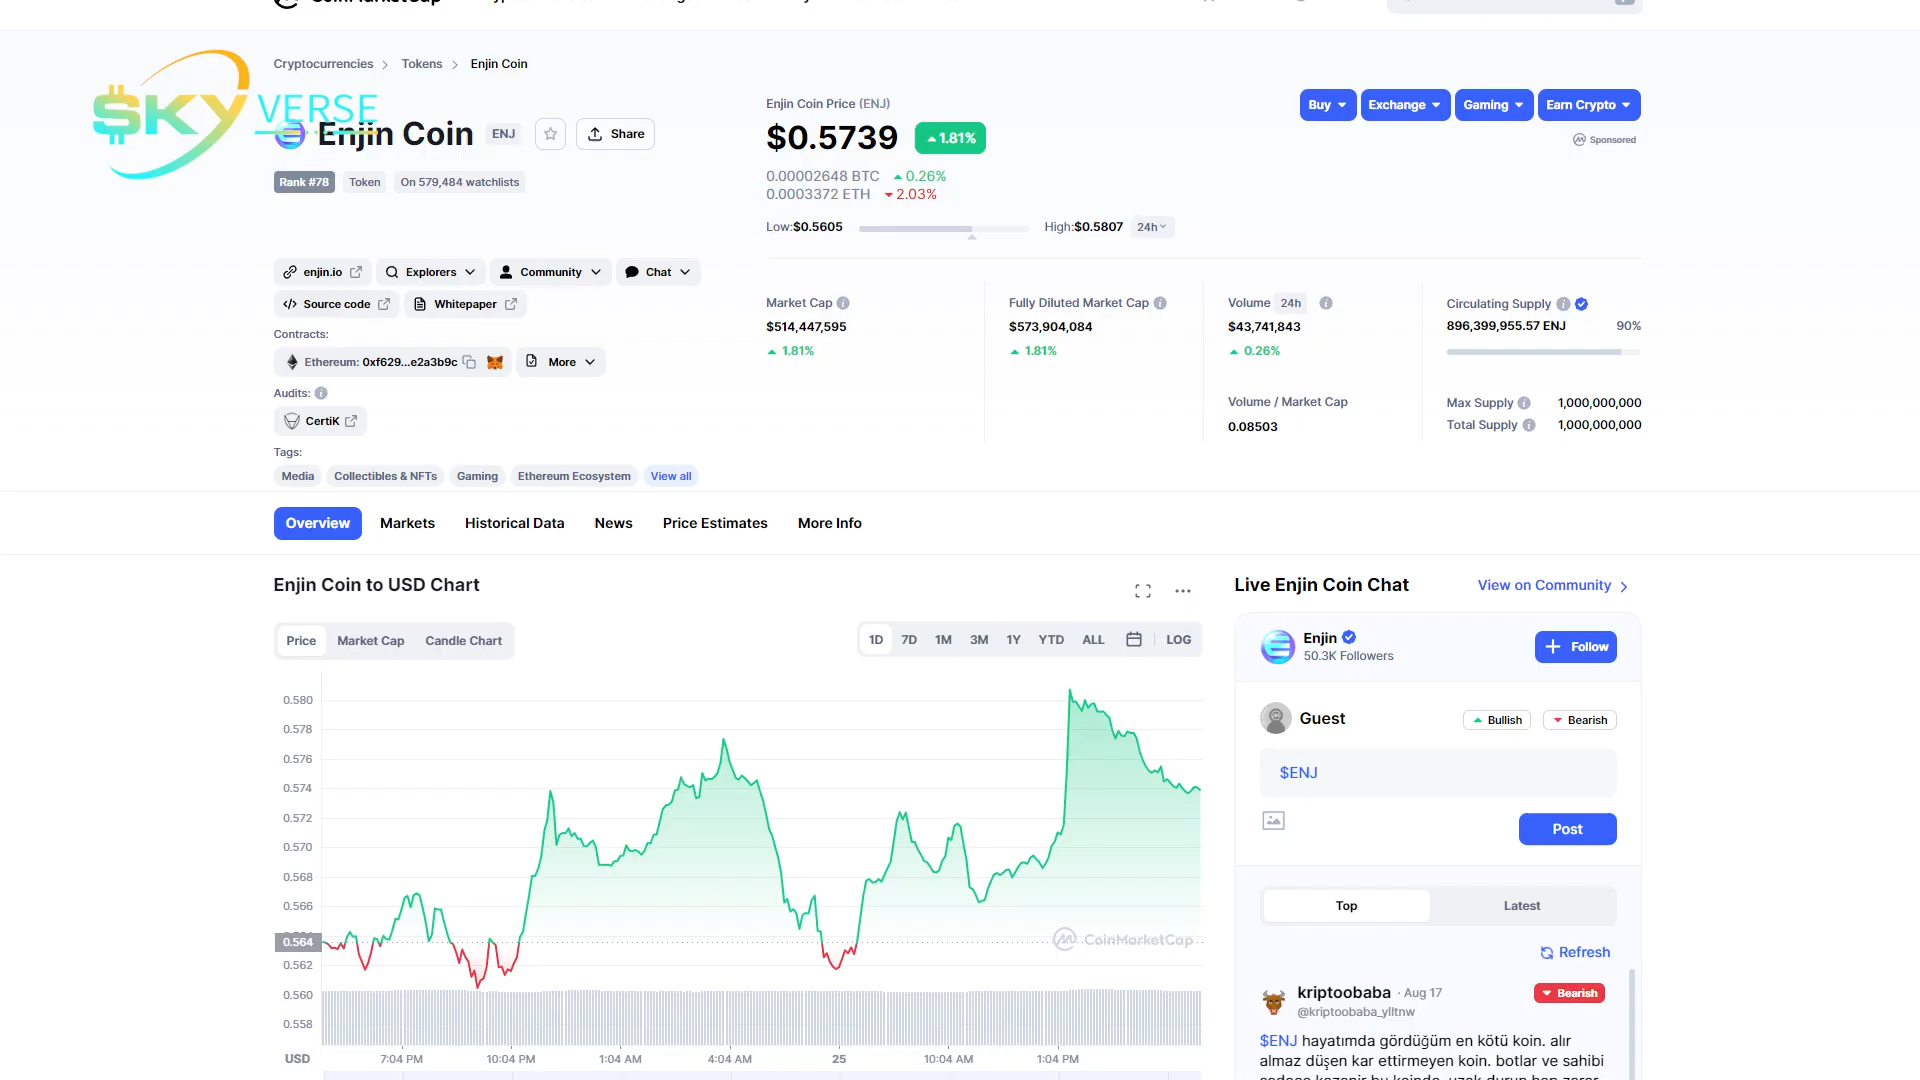 CoinMarketCap
Cryptocurrencies > Tokens > Enjin Coin
$KY VERSE
Enjin Coin ENJ Share
Rank #78 Token On 579,484 watchlists
Enjin Coin Price (ENJ)
$0.5739 1.81%
0.00002648 BTC 0.26%
0.0003372 ETH 2.03%
Low:$0.5605 High:$0.5807 24h
Buy Exchange Gaming Earn Crypto
Sponsored
enjin.io Explorers Community Chat
Source code Whitepaper
Contracts:
Ethereum: 0xf629...e2a3b9c More
Audits:
CertiK
Tags:
Media Collectibles & NFTs Gaming Ethereum Ecosystem View all
Market Cap
$514,447,595
1.81%
Fully Diluted Market Cap
$573,904,084
1.81%
Volume 24h
$43,741,843
0.26%
Volume / Market Cap
0.08503
Circulating Supply
896,399,955.57 ENJ 90%
Max Supply 1,000,000,000
Total Supply 1,000,000,000
Overview Markets Historical Data News Price Estimates More Info
Enjin Coin to USD Chart
Price Market Cap Candle Chart
1D 7D 1M 3M 1Y YTD ALL LOG
0.580
0.578
0.576
0.574
0.572
0.570
0.568
0.566
0.564
0.562
0.560
0.558
CoinMarketCap
USD 7:04 PM 10:04 PM 1:04 AM 4:04 AM 25 10:04 AM 1:04 PM
Live Enjin Coin Chat View on Community
Enjin
50.3K Followers
Follow
Guest Bullish Bearish
$ENJ
Post
Top Latest
Refresh
kriptoobaba · Aug 17 Bearish
@kriptoobaba_ylltnw
$ENJ hayatımda gördüğüm en kötü koin. alır
almaz düşen kar ettirmeyen koin. botlar ve sahibi